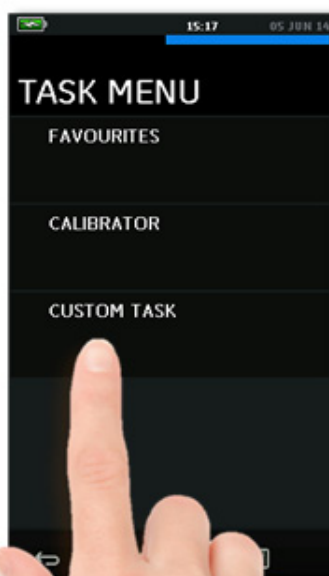 15:17 05 JUN 14
TASK MENU
FAVOURITES
CALIBRATOR
CUSTOM TASK